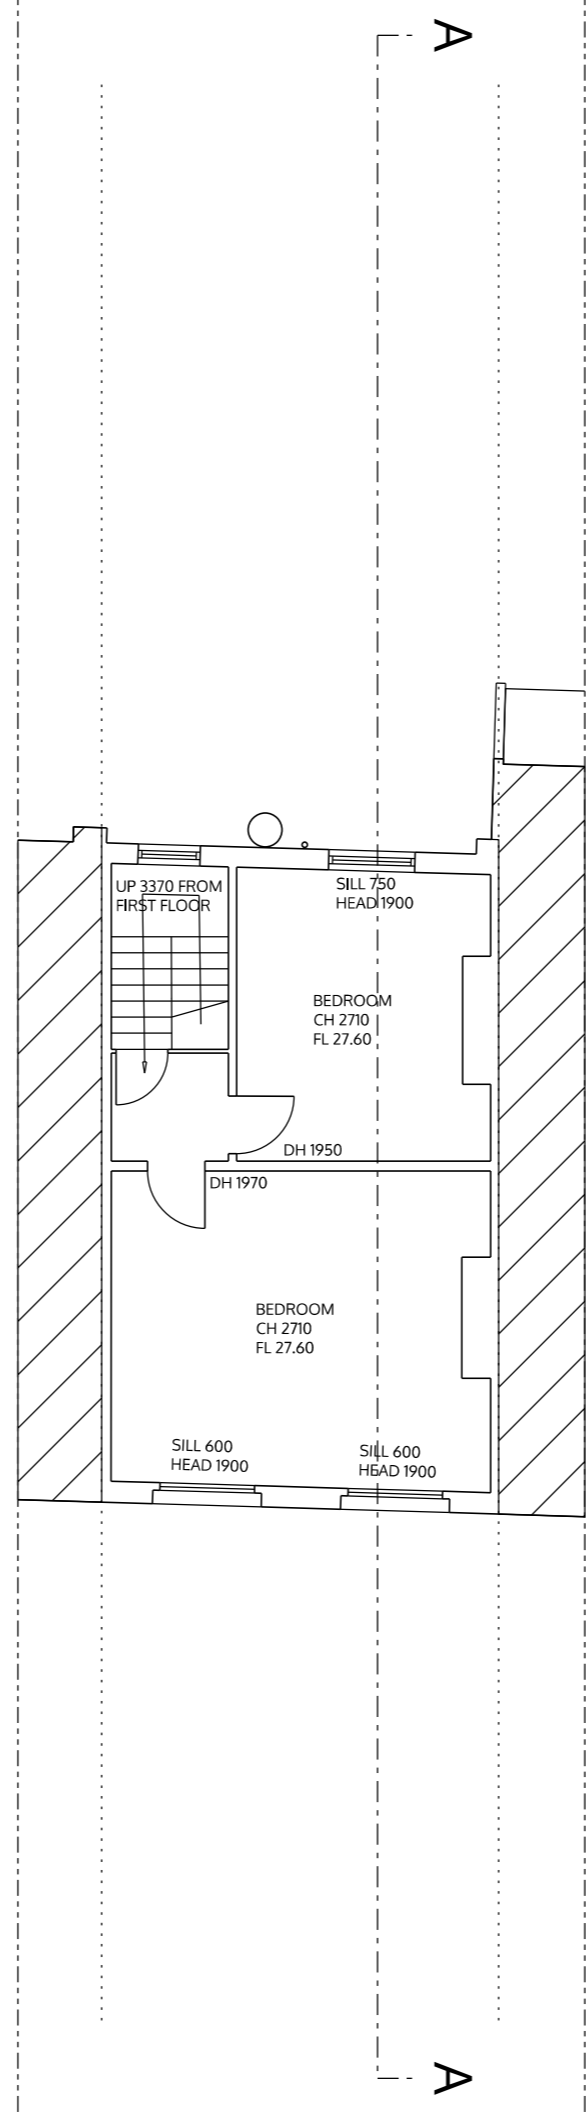 A
UP 3370 FROM
FIRST FLOOR
SILL 750
HEAD 1900
BEDROOM
CH 2710
FL 27.60
DH 1950
DH 1970
BEDROOM
CH 2710
FL 27.60
SILL 600
HEAD 1900
SILL 600
HEAD 1900
A